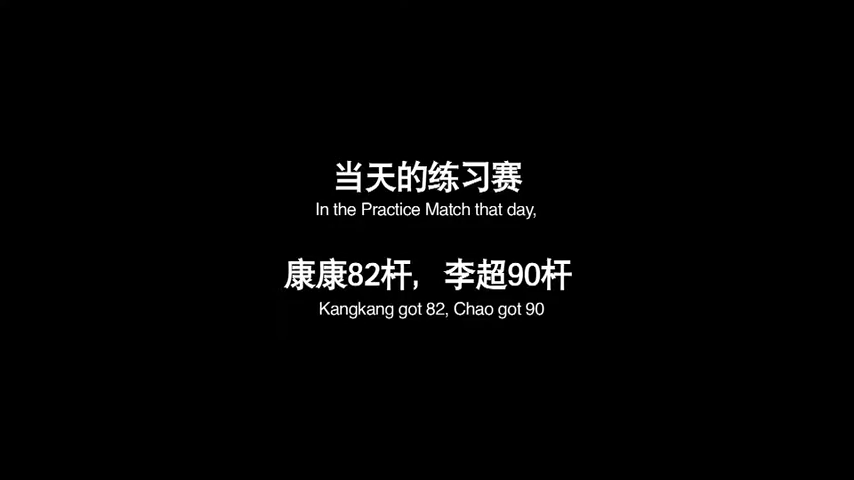 当天的练习赛
In the Practice Match that day,
康康82杆，李超90杆
Kangkang got 82, Chao got 90